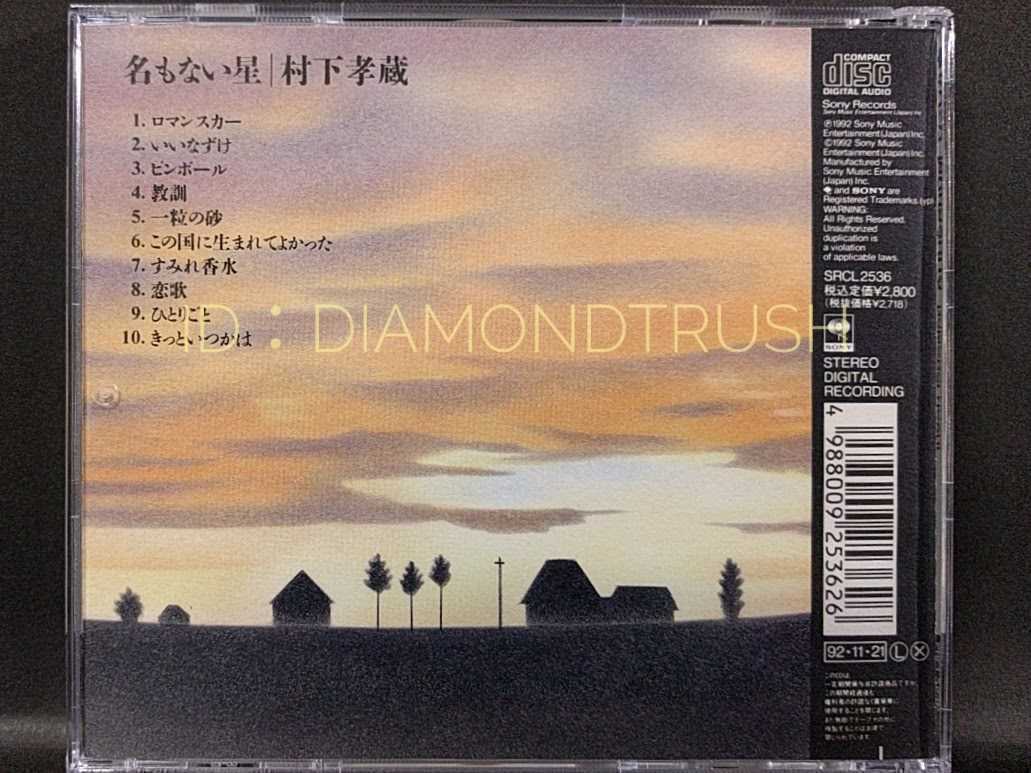 名もない星|村下孝蔵
1. ロマンスカー
2. いいなずけ
3. ピンボール
4. 教訓
5. 一粒の砂
6. この国に生まれてよかった
7. すみれ香水
8. 恋歌
9. ひとりごと
10. きっといつかは
ID:DIAMONDTRUSH
COMPACT
disc
DIGITAL AUDIO
Sony Records
Sony Music Entertainment (Japan) Inc.
Ⓟ1992 Sony Music
Entertainment(Japan)Inc.
©1992 Sony Music
Entertainment(Japan)Inc.
Manufactured by
Sony Music Entertainment
(Japan) Inc.
and SONY are
Registered Trademarks.(yp)
WARNING:
All Rights Reserved.
Unauthorized
duplication is
a violation
of applicable laws.
SRCL 2536
税込定価¥2,800
(税抜価格¥2,718)
SONY
STEREO
DIGITAL
RECORDING
4 988009 253626
92・11・21 Ⓛ Ⓧ